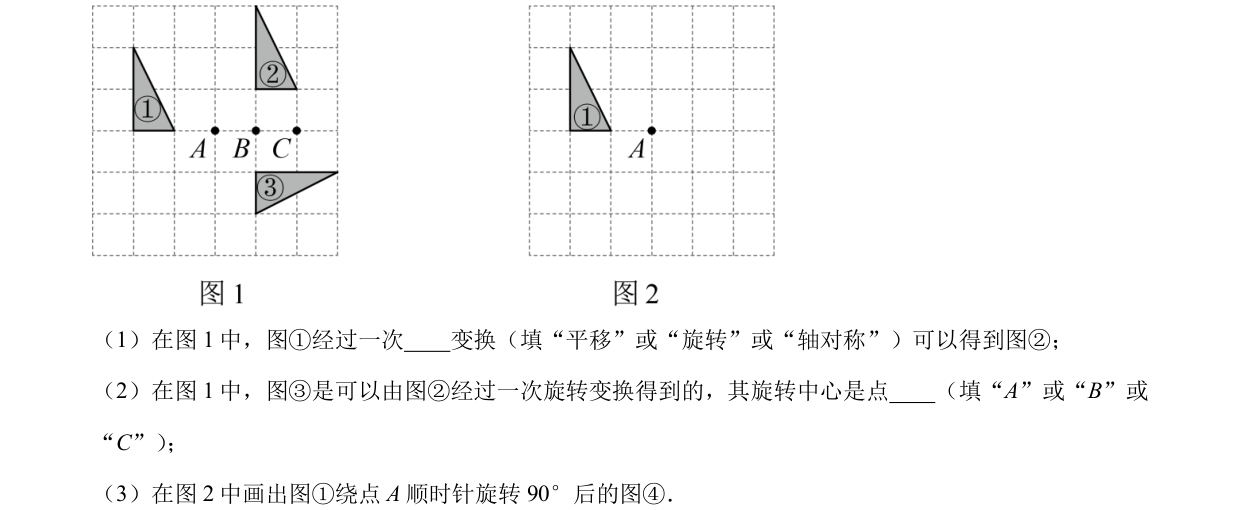 ②
① ①
A B C A
③
图 1 图 2
（1）在图 1 中，图①经过一次____变换（填“平移”或“旋转”或“轴对称”）可以得到图②；
（2）在图 1 中，图③是可以由图②经过一次旋转变换得到的，其旋转中心是点____（填“A”或“B”或
“C”）；
（3）在图 2 中画出图①绕点 A 顺时针旋转 90°后的图④．